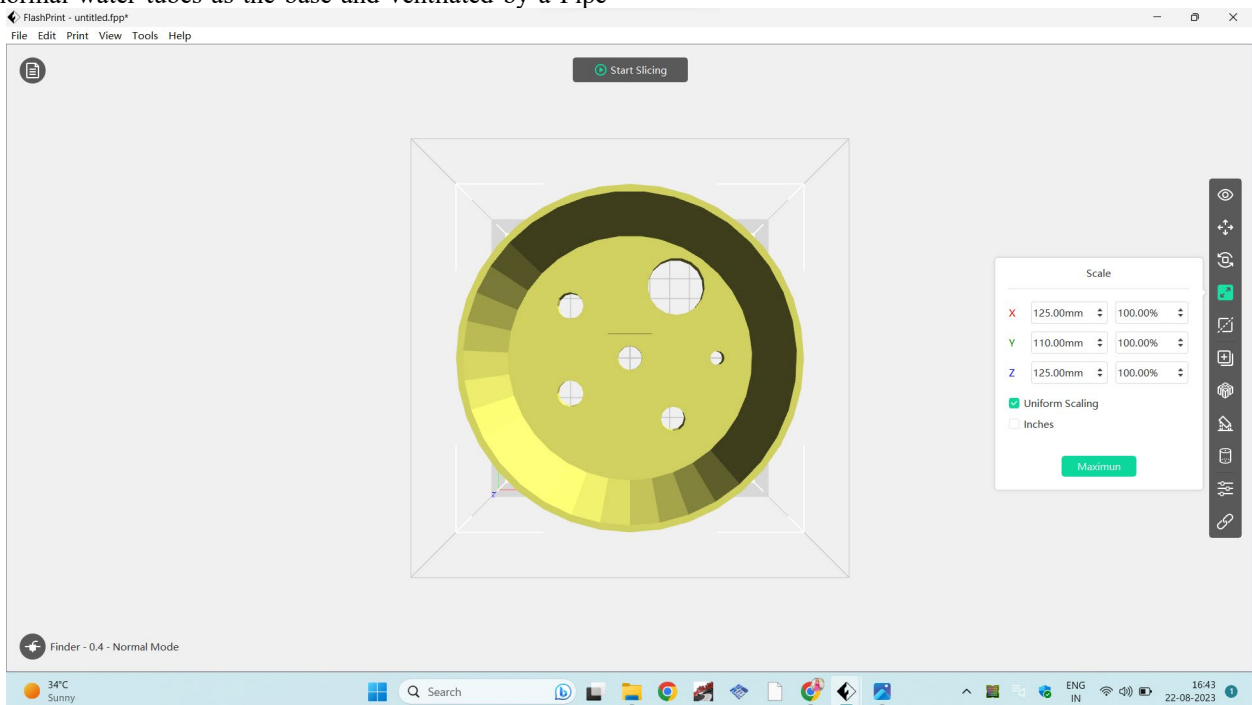 normal water tubes as the base and ventilated by a Pipe
FlashPrint - untitled.fpp*
File Edit Print View Tools Help
Start Slicing
Scale
X 125.00mm 100.00%
Y 110.00mm 100.00%
Z 125.00mm 100.00%
Uniform Scaling
Inches
Maximun
z
Finder - 0.4 - Normal Mode
34°C
Sunny
Search
ENG
IN
16:43
22-08-2023
1